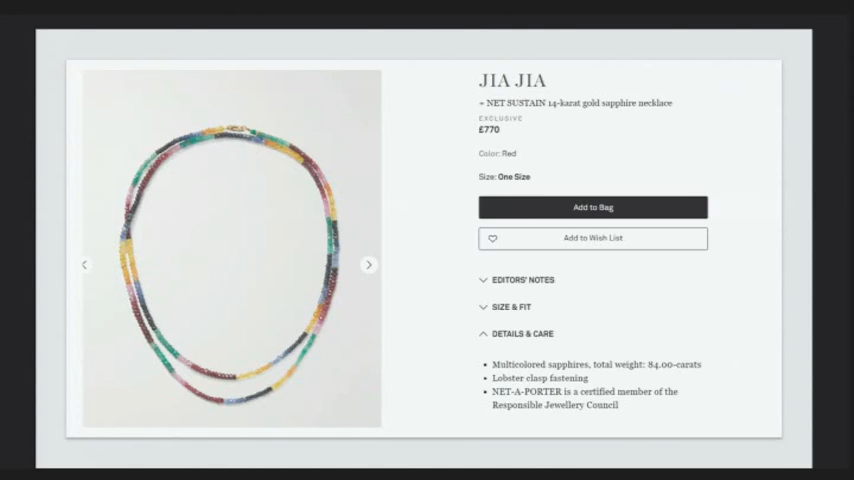 JIA JIA
+ NET SUSTAIN 14-karat gold sapphire necklace
EXCLUSIVE
£770
Color: Red
Size: One Size
Add to Bag
Add to Wish List
EDITORS' NOTES
SIZE & FIT
DETAILS & CARE
• Multicolored sapphires, total weight: 84.00-carats
• Lobster clasp fastening
• NET-A-PORTER is a certified member of the
Responsible Jewellery Council